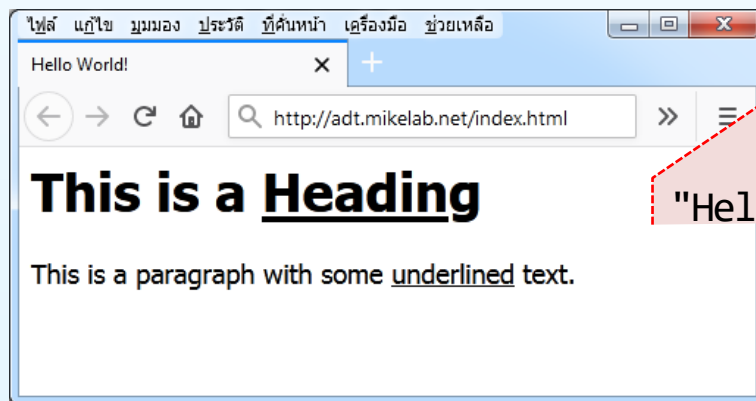 ไฟล์ แก้ไข มุมมอง ประวัติ ที่คั่นหน้า เครื่องมือ ช่วยเหลือ
Hello World!
http://adt.mikelab.net/index.html
This is a Heading
"Hel
This is a paragraph with some underlined text.